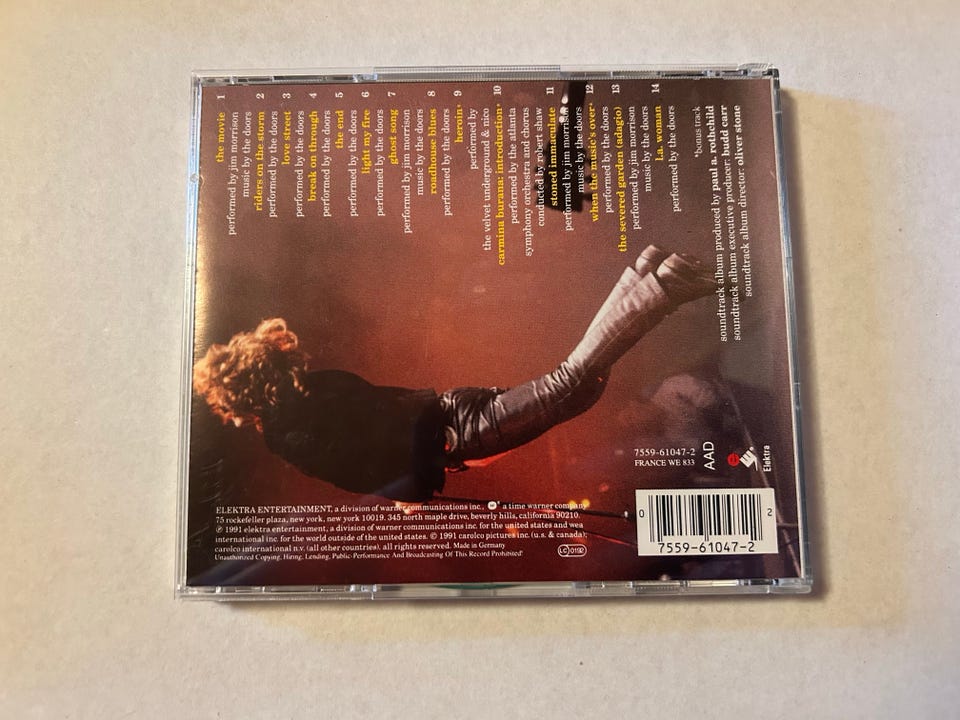 1
the movie
performed by jim morrison
music by the doors
2
riders on the storm
performed by the doors
3
love street
performed by the doors
4
break on through
performed by the doors
5
the end
performed by the doors
6
light my fire
performed by the doors
7
ghost song
performed by jim morrison
music by the doors
8
roadhouse blues
performed by the doors
9
heroin*
performed by
the velvet underground & nico
10
carmina burana: introduction*
performed by the atlanta
symphony orchestra and chorus
conducted by robert shaw
11
stoned immaculate
performed by jim morrison
music by the doors
12
when the music's over*
performed by the doors
13
the severed garden (adagio)
performed by jim morrison
music by the doors
14
l.a. woman
performed by the doors
*bonus track
soundtrack album produced by paul a. rothchild
soundtrack album executive producer: budd carr
soundtrack album director: oliver stone
7559-61047-2
FRANCE WE 833
AAD
Elektra
ELEKTRA ENTERTAINMENT, a division of warner communications inc., a time warner company
75 rockefeller plaza, new york, new york 10019. 345 north maple drive, beverly hills, california 90210.
℗ 1991 elektra entertainment, a division of warner communications inc. for the united states and wea
international inc. for the world outside of the united states. © 1991 carolco pictures inc. (u.s. & canada);
carolco international n.v. (all other countries). all rights reserved. Made in Germany
Unauthorized Copying, Hiring, Lending, Public-Performance And Broadcasting Of This Record Prohibited!
LC 0192
0 2
7559-61047-2